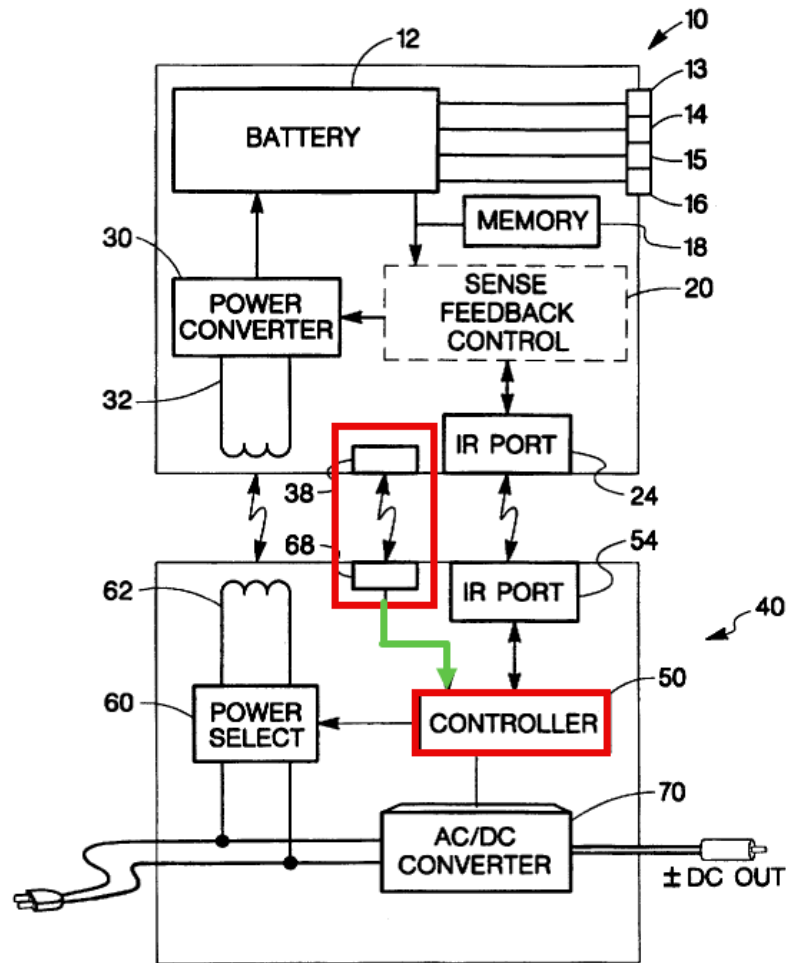 10
12
13
BATTERY
14
15
16
MEMORY
18
30
SENSE
FEEDBACK
CONTROL
20
POWER
CONVERTER
32
IR PORT
38
24
68
54
62
IR PORT
40
50
60
POWER
SELECT
CONTROLLER
70
AC/DC
CONVERTER
± DC OUT